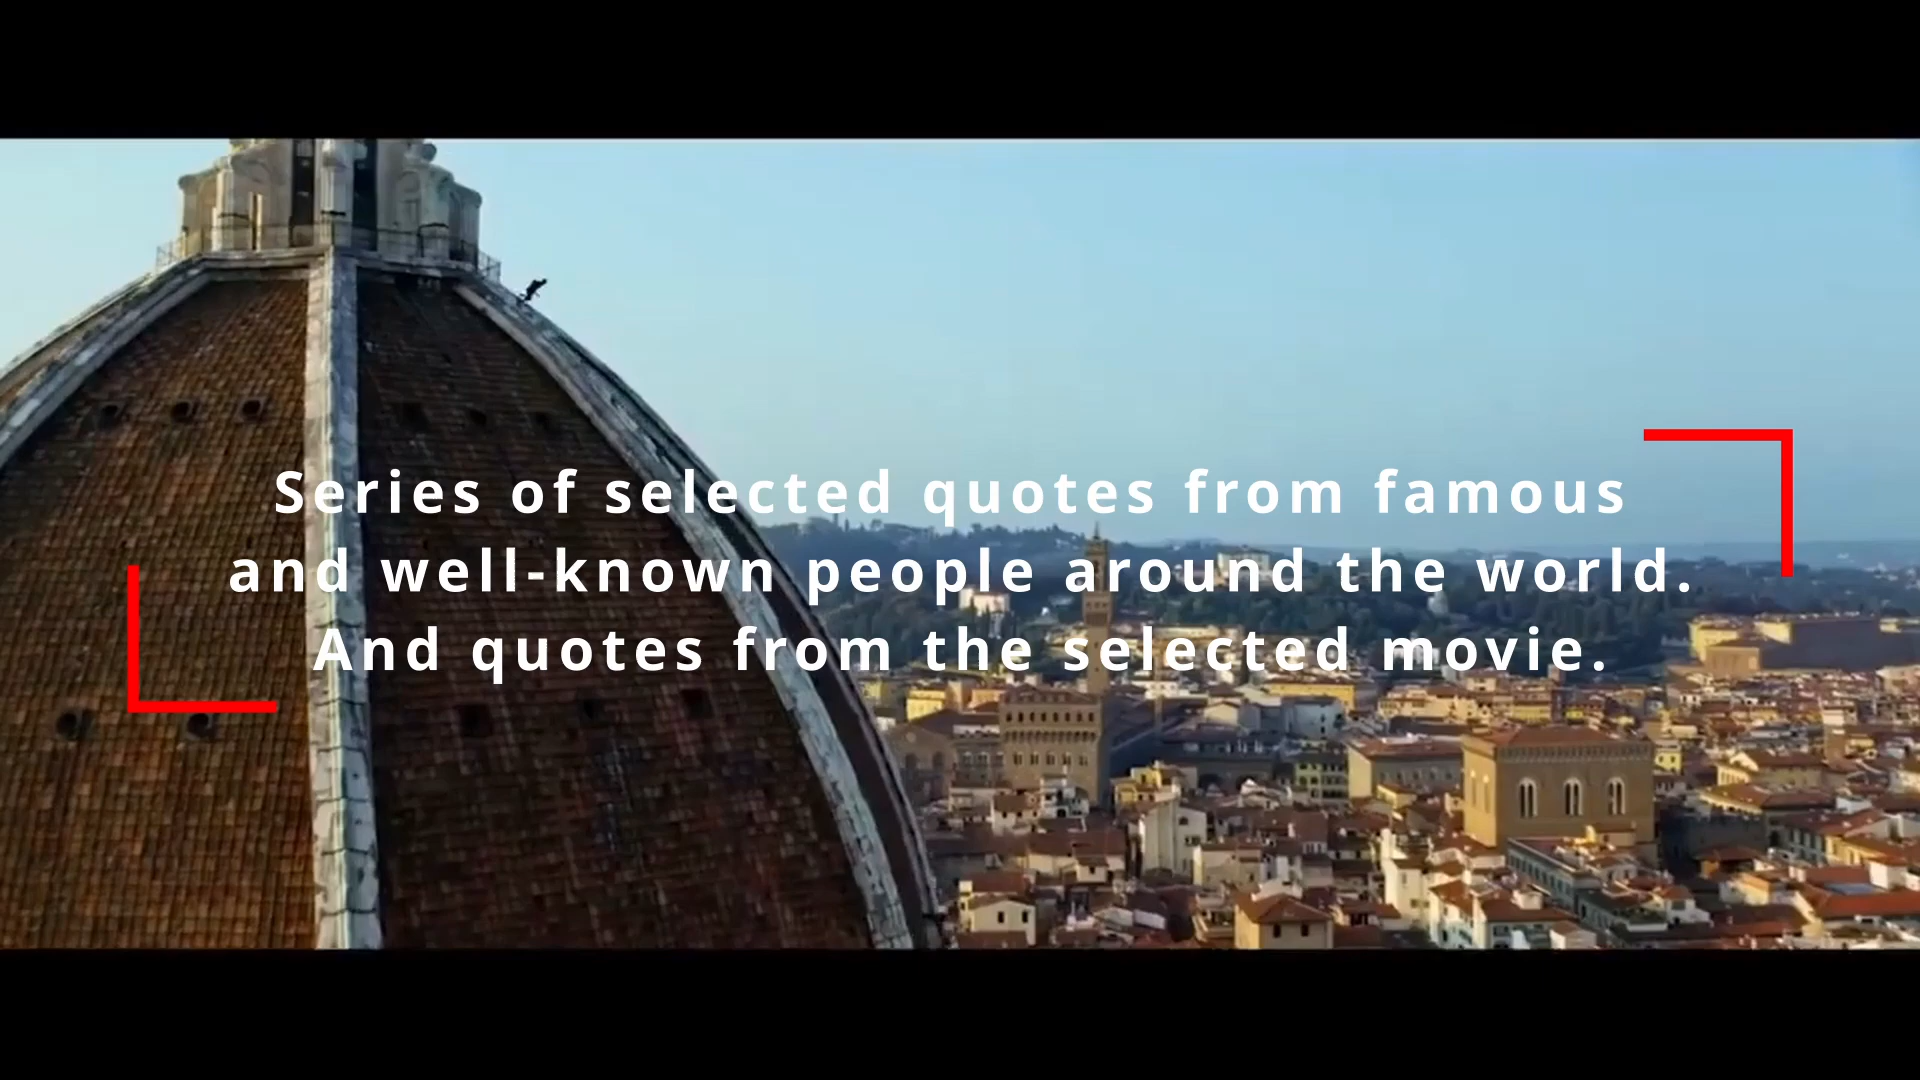 Series of selected quotes from famous
and well-known people around the world.
And quotes from the selected movie.